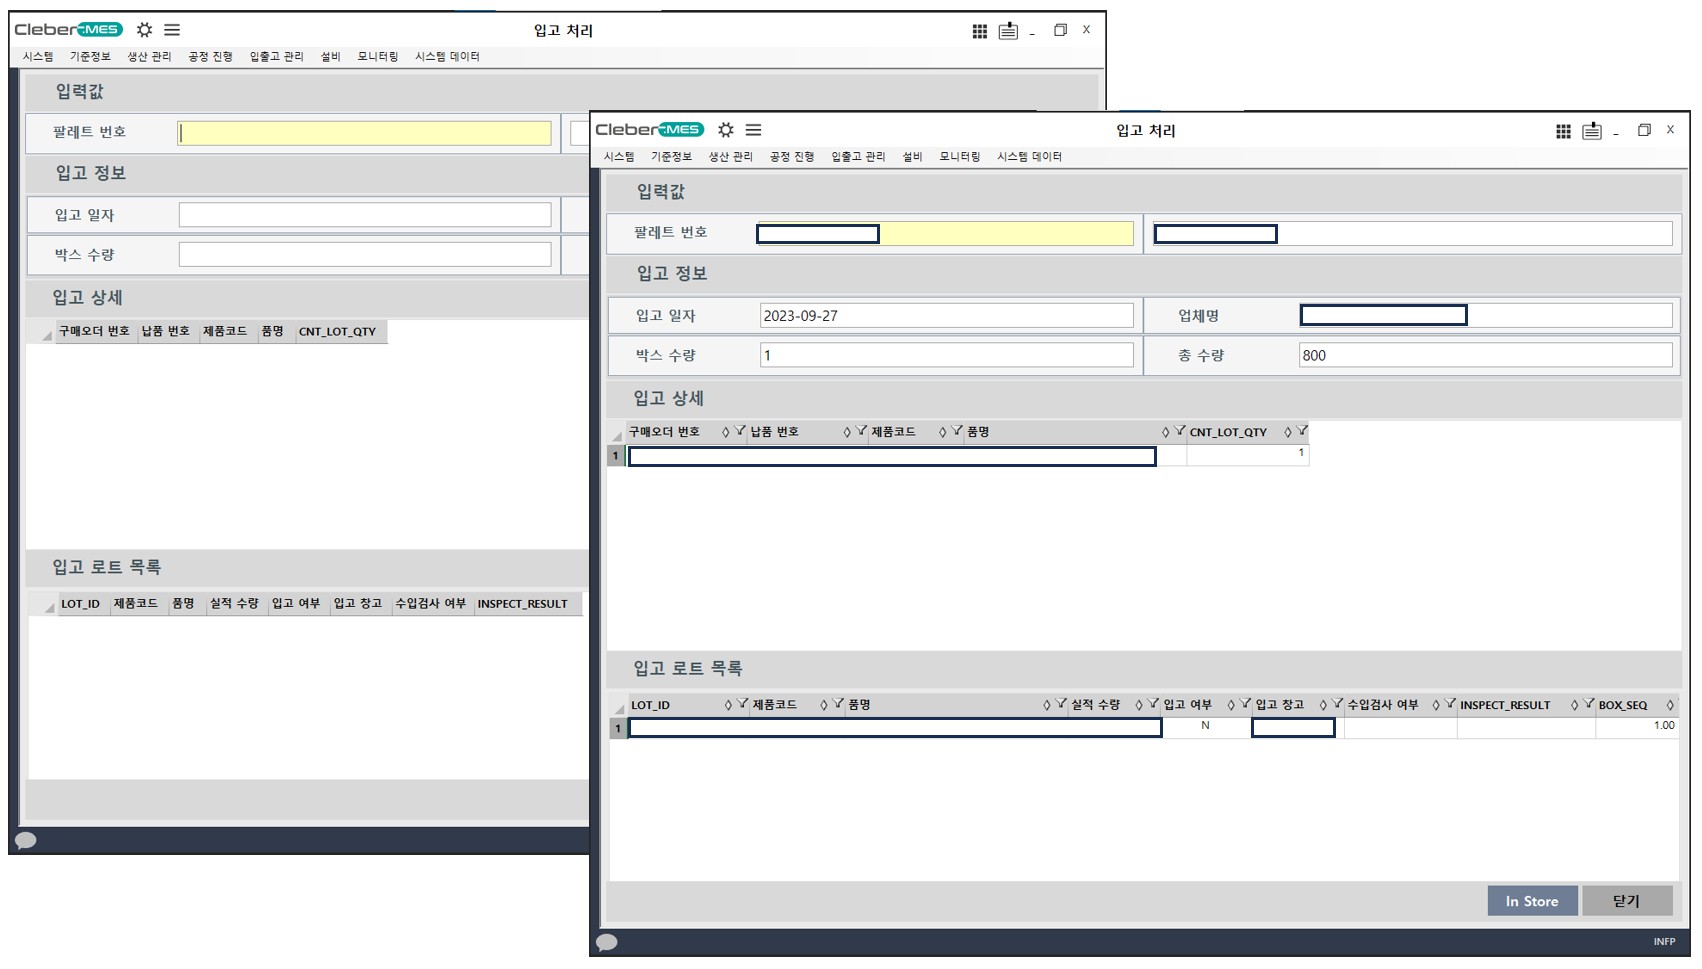 Cleber MES 입고 처리 _ X
시스템 기준정보 생산 관리 공정 진행 입출고 관리 설비 모니터링 시스템 데이터
입력값
팔레트 번호
입고 정보
입고 일자
박스 수량
입고 상세
구매오더 번호 납품 번호 제품코드 품명 CNT_LOT_QTY
입고 로트 목록
LOT_ID 제품코드 품명 실적 수량 입고 여부 입고 창고 수입검사 여부 INSPECT_RESULT
Cleber MES 입고 처리 _ X
시스템 기준정보 생산 관리 공정 진행 입출고 관리 설비 모니터링 시스템 데이터
입력값
팔레트 번호
입고 정보
입고 일자 2023-09-27 업체명
박스 수량 1 총 수량 800
입고 상세
구매오더 번호 납품 번호 제품코드 품명 CNT_LOT_QTY
1 1
입고 로트 목록
LOT_ID 제품코드 품명 실적 수량 입고 여부 입고 창고 수입검사 여부 INSPECT_RESULT BOX_SEQ
1 N 1.00
In Store 닫기
INFP